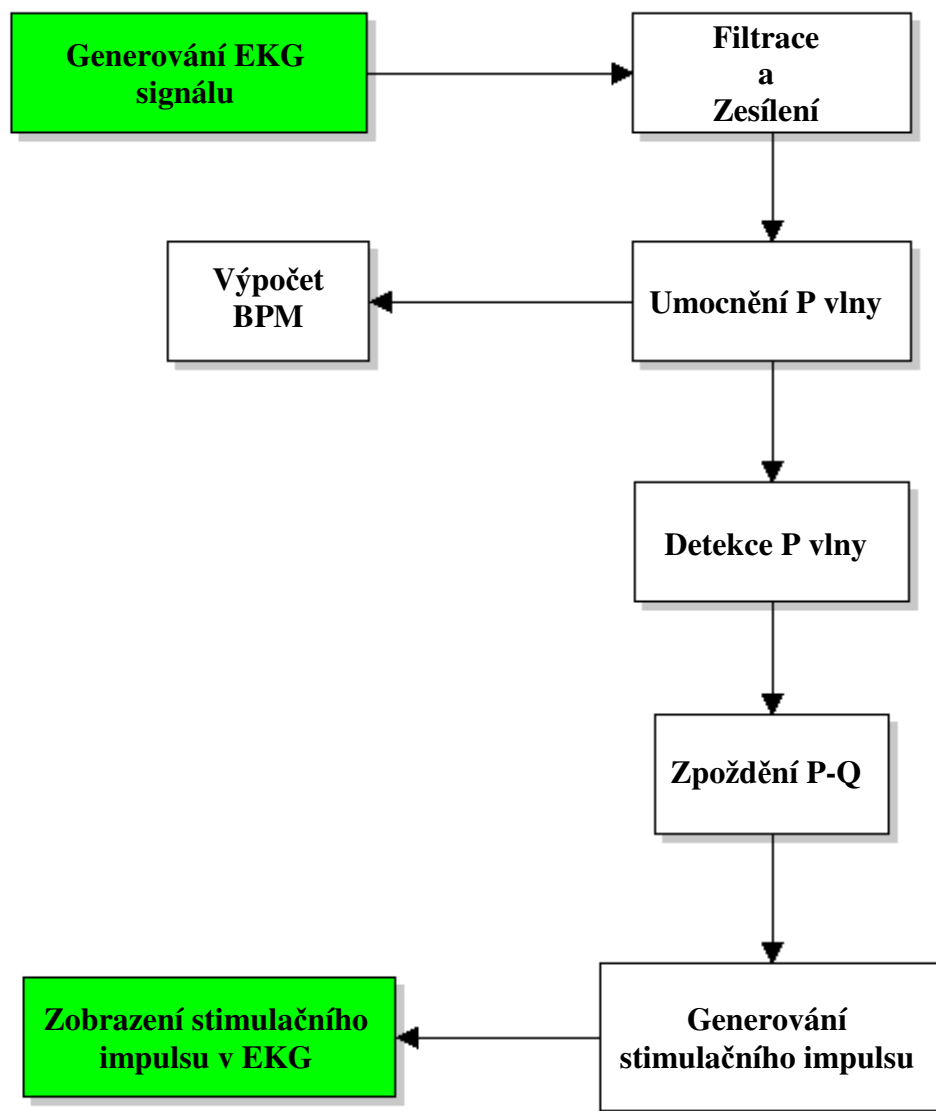 Generování EKG
signálu
Filtrace
a
Zesílení
Výpočet
BPM
Umocnění P vlny
Detekce P vlny
Zpoždění P-Q
Zobrazení stimulačního
impulsu v EKG
Generování
stimulačního impulsu